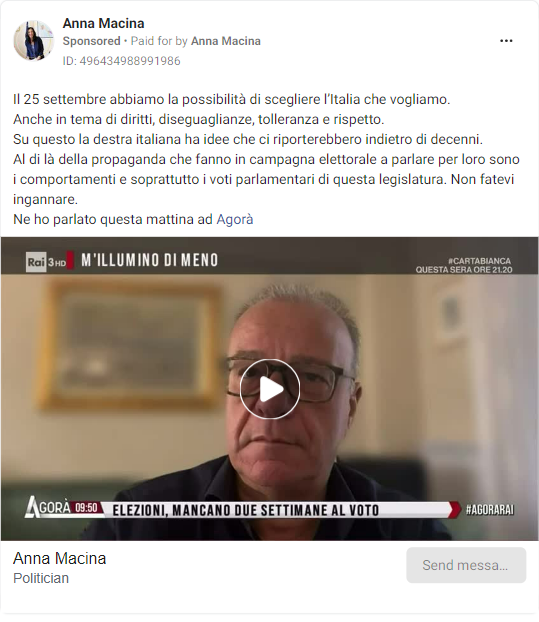 Anna Macina
Sponsored • Paid for by Anna Macina
ID: 496434988991986
Il 25 settembre abbiamo la possibilità di scegliere l'Italia che vogliamo.
Anche in tema di diritti, diseguaglianze, tolleranza e rispetto.
Su questo la destra italiana ha idee che ci riporterebbero indietro di decenni.
Al di là della propaganda che fanno in campagna elettorale a parlare per loro sono
i comportamenti e soprattutto i voti parlamentari di questa legislatura. Non fatevi
ingannare.
Ne ho parlato questa mattina ad Agorà
Rai 3HD M'ILLUMINO DI MENO
#CARTABIANCA
QUESTA SERA ORE 21.20
AGORÀ 09:50 ELEZIONI, MANCANO DUE SETTIMANE AL VOTO #AGORARAI
Anna Macina
Politician
Send messa...